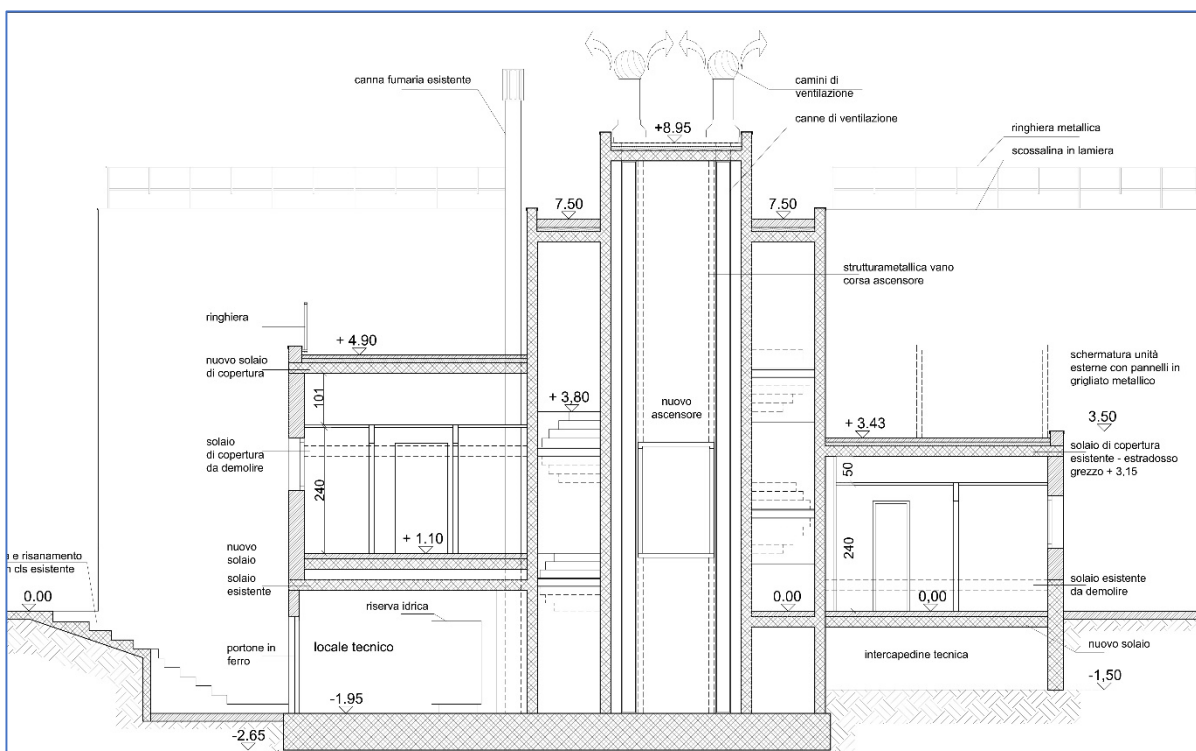 canna fumaria esistente
camini di
ventilazione
canne di ventilazione
+8.95
ringhiera metallica
scossalina in lamiera
7.50
7.50
strutturametallica vano
corsa ascensore
ringhiera
+ 4.90
nuovo solaio
di copertura
101
+ 3,80
nuovo
ascensore
schermatura unità
esterne con pannelli in
grigliato metallico
+ 3.43
3.50
solaio
di copertura
da demolire
solaio di copertura
esistente - estradosso
grezzo + 3,15
50
240
+ 1.10
240
a e risanamento
n cls esistente
nuovo
solaio
solaio
esistente
solaio esistente
da demolire
0.00
riserva idrica
0.00
0,00
portone in
ferro
locale tecnico
intercapedine tecnica
nuovo solaio
-1.95
-1,50
-2.65